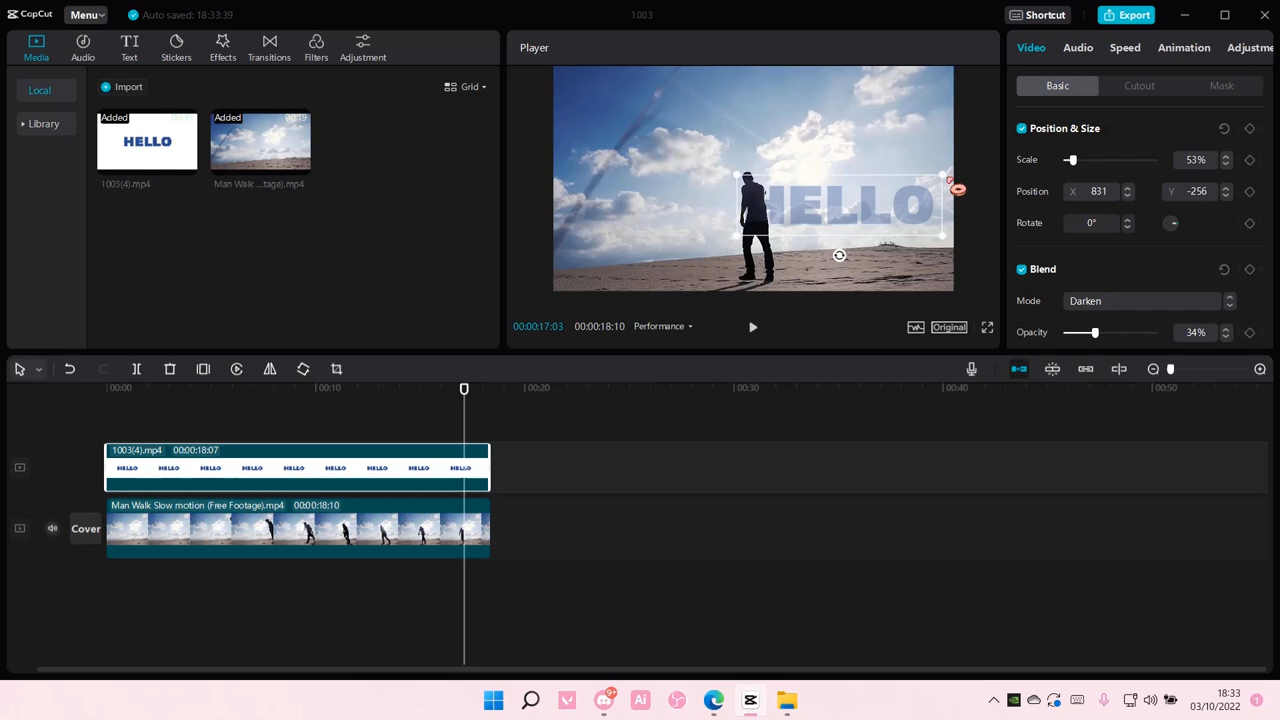 CapCut
Menu
Auto saved: 18:33:39
1003
Shortcut
Export
Media
Audio
Text
Stickers
Effects
Transitions
Filters
Adjustment
Player
Video
Audio
Speed
Animation
Adjustme
Local
Import
Grid
Basic
Cutout
Mask
Library
Added
HELLO
1003(4).mp4
Added
Man Walk ...tage).mp4
HELLO
Position & Size
Scale
53%
Position
X 831
Y -256
Rotate
0°
Blend
Mode
Darken
Opacity
34%
00:00:17:03
00:00:18:10
Performance
Original
00:00
00:10
00:20
00:30
00:40
00:50
1003(4).mp4 00:00:18:07
HELLO HELLO HELLO HELLO HELLO HELLO HELLO HELLO HELLO
Man Walk Slow motion (Free Footage).mp4 00:00:18:10
Cover
9+
Ai
18:33
03/10/2022
1